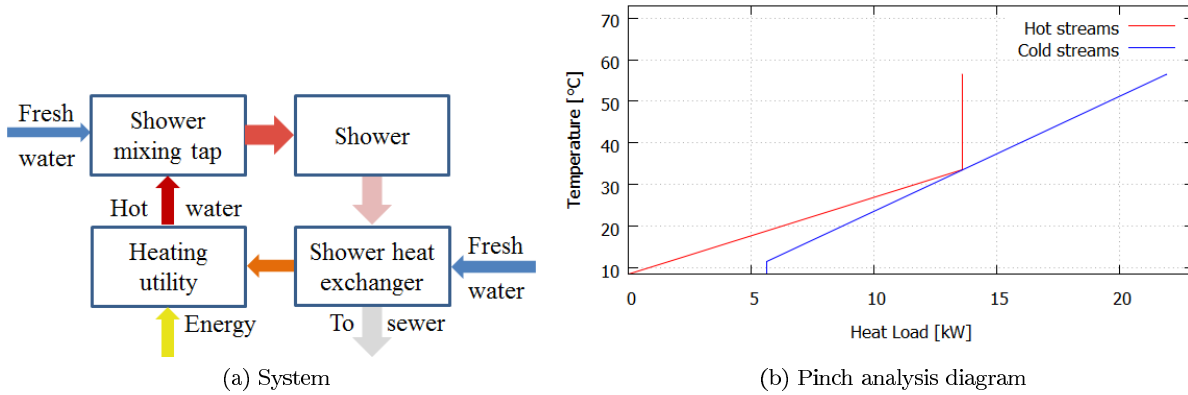 Fresh
water
Shower
mixing tap
Shower
Hot water
Heating
utility
Shower heat
exchanger
Fresh
water
Energy
To sewer
(a) System
70
60
50
40
30
20
10
Temperature [°C]
Hot streams
Cold streams
0 5 10 15 20
Heat Load [kW]
(b) Pinch analysis diagram